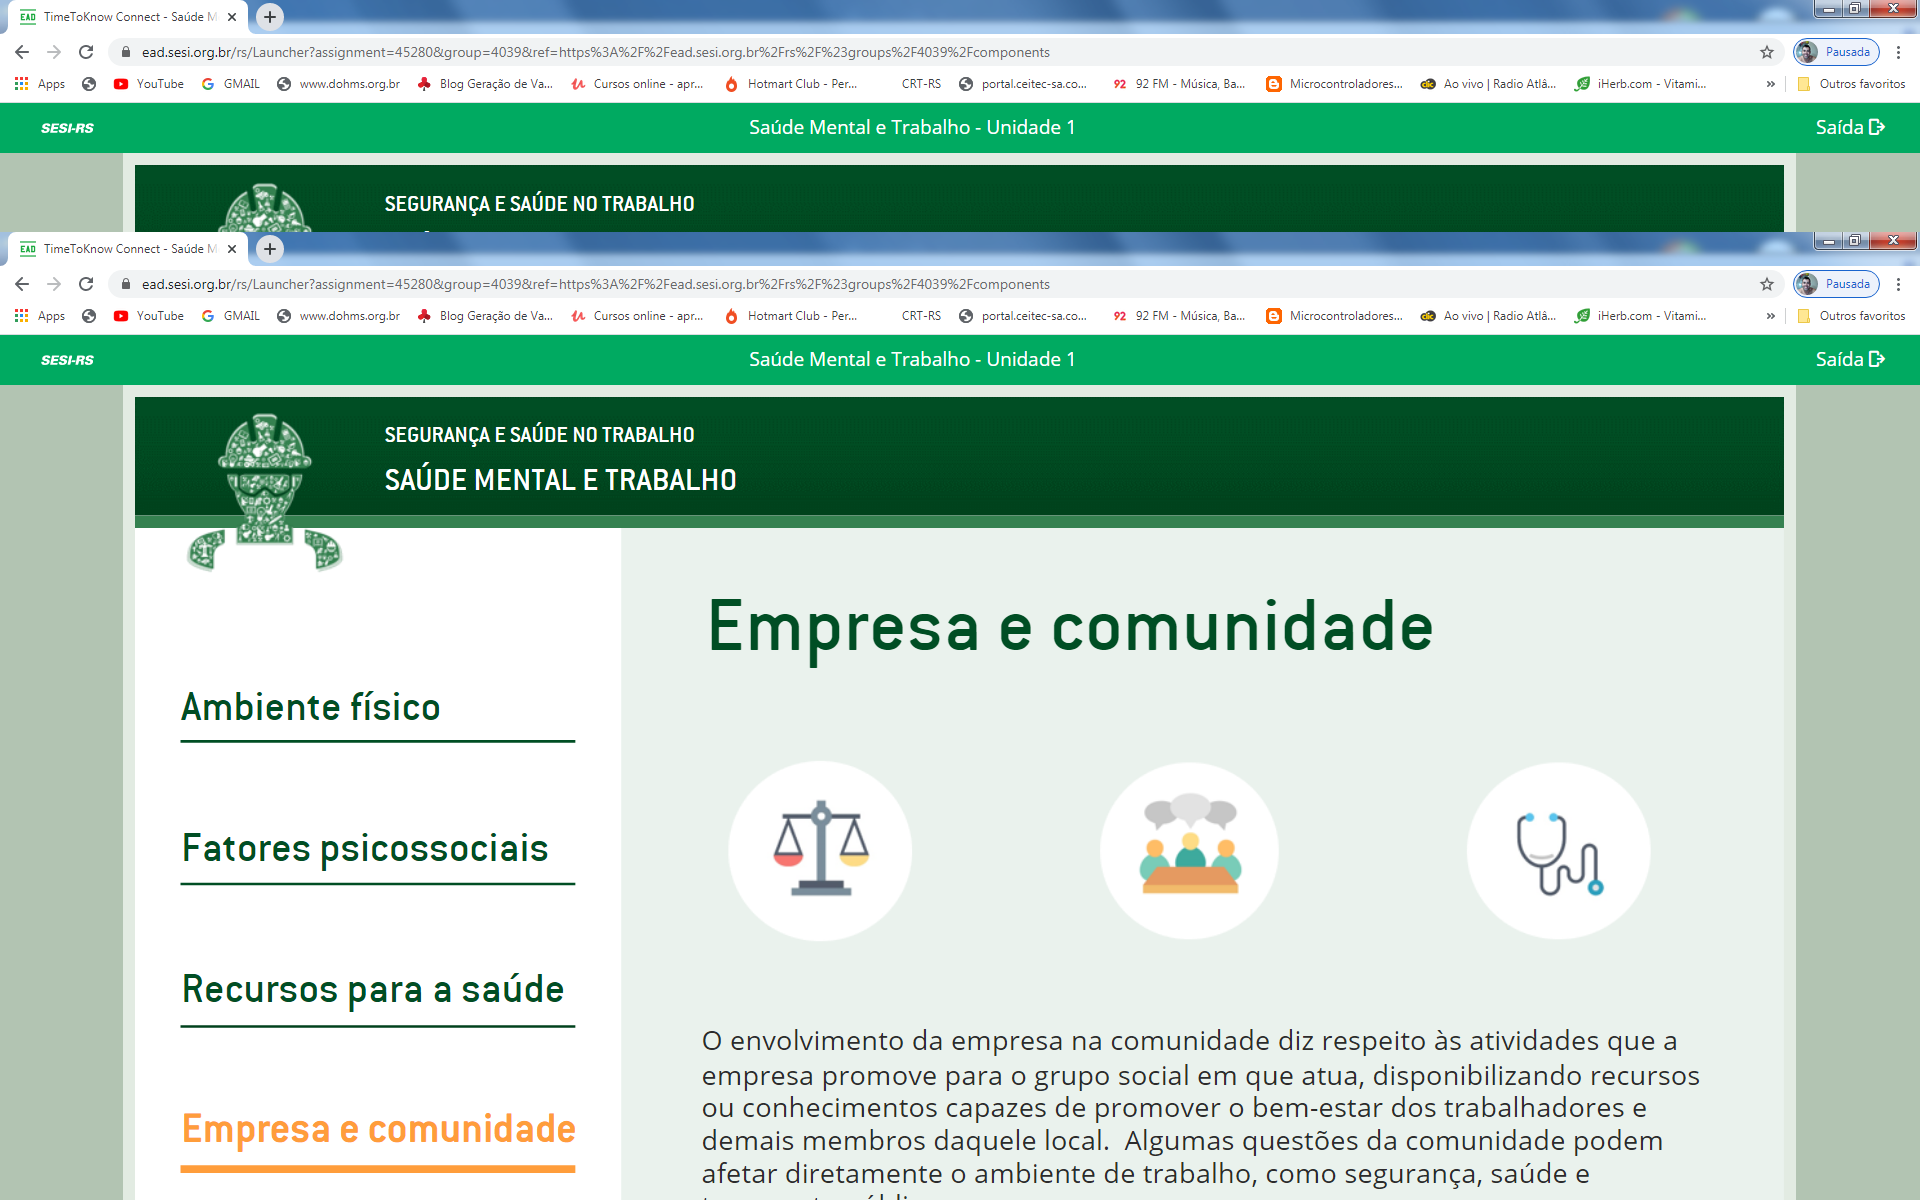 EAD TimeToKnow Connect - Saúde M
ead.sesi.org.br/rs/Launcher?assignment=45280&group=4039&ref=https%3A%2F%2Fead.sesi.org.br%2Frs%2F%23groups%2F4039%2Fcomponents Pausada
Apps YouTube GMAIL www.dohms.org.br Blog Geração de Va... Cursos online - apr... Hotmart Club - Per... CRT-RS portal.ceitec-sa.co... 92 92 FM - Música, Ba... Microcontroladores... Ao vivo | Radio Atlâ... iHerb.com - Vitami... » Outros favoritos
SESI-RS Saúde Mental e Trabalho - Unidade 1 Saída
SEGURANÇA E SAÚDE NO TRABALHO
EAD TimeToKnow Connect - Saúde M
ead.sesi.org.br/rs/Launcher?assignment=45280&group=4039&ref=https%3A%2F%2Fead.sesi.org.br%2Frs%2F%23groups%2F4039%2Fcomponents Pausada
Apps YouTube GMAIL www.dohms.org.br Blog Geração de Va... Cursos online - apr... Hotmart Club - Per... CRT-RS portal.ceitec-sa.co... 92 92 FM - Música, Ba... Microcontroladores... Ao vivo | Radio Atlâ... iHerb.com - Vitami... » Outros favoritos
SESI-RS Saúde Mental e Trabalho - Unidade 1 Saída
SEGURANÇA E SAÚDE NO TRABALHO
SAÚDE MENTAL E TRABALHO
Ambiente físico
Fatores psicossociais
Recursos para a saúde
Empresa e comunidade
Empresa e comunidade
O envolvimento da empresa na comunidade diz respeito às atividades que a
empresa promove para o grupo social em que atua, disponibilizando recursos
ou conhecimentos capazes de promover o bem-estar dos trabalhadores e
demais membros daquele local.  Algumas questões da comunidade podem
afetar diretamente o ambiente de trabalho, como segurança, saúde e